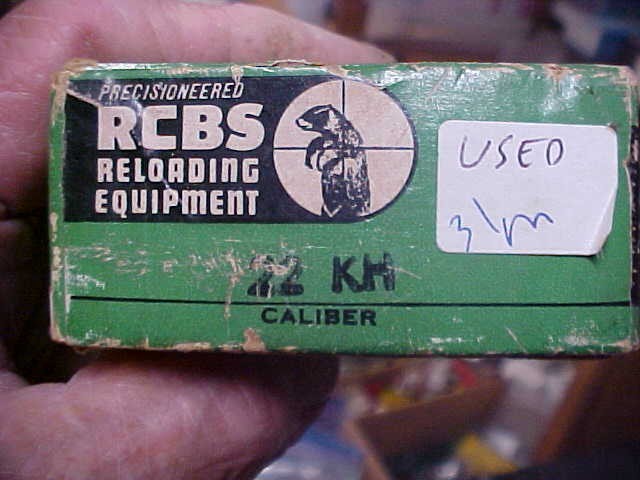 PRECISIONEERED
RCBS
RELOADING
EQUIPMENT
USED
22 KH
CALIBER